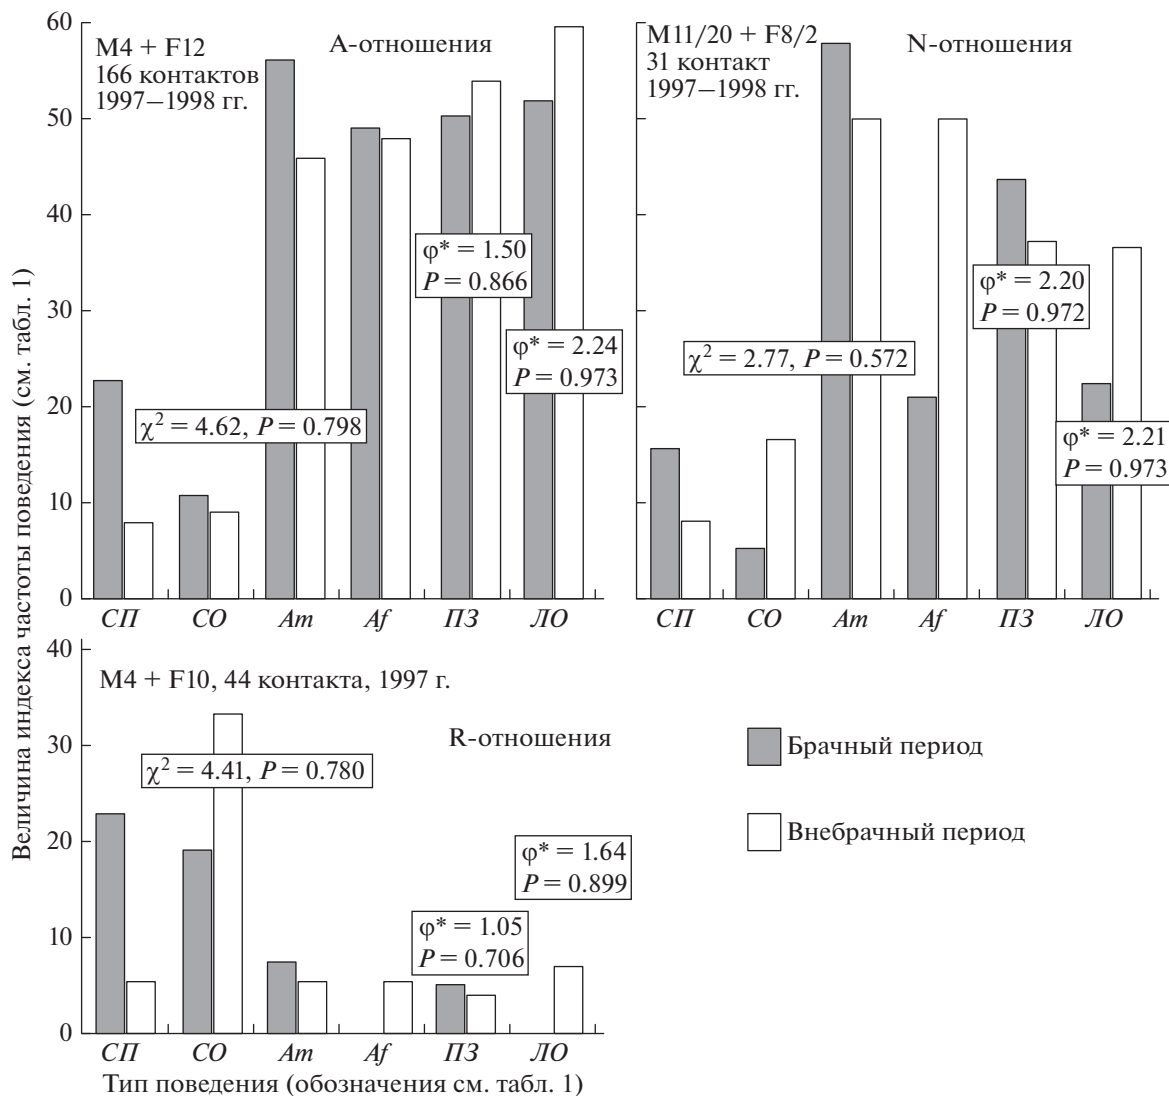 Величина индекса частоты поведения (см. табл. 1)
60
50
40
30
20
10
0
M4 + F12
166 контактов
1997–1998 гг.
А-отношения
φ* = 1.50
P = 0.866
φ* = 2.24
P = 0.973
χ² = 4.62, P = 0.798
СП СО Am Af ПЗ ЛО
M11/20 + F8/2
31 контакт
1997–1998 гг.
N-отношения
φ* = 2.20
P = 0.972
χ² = 2.77, P = 0.572
φ* = 2.21
P = 0.973
СП СО Am Af ПЗ ЛО
40
30
20
10
0
M4 + F10, 44 контакта, 1997 г.
R-отношения
χ² = 4.41, P = 0.780
φ* = 1.64
P = 0.899
φ* = 1.05
P = 0.706
СП СО Am Af ПЗ ЛО
Тип поведения (обозначения см. табл. 1)
Брачный период
Внебрачный период